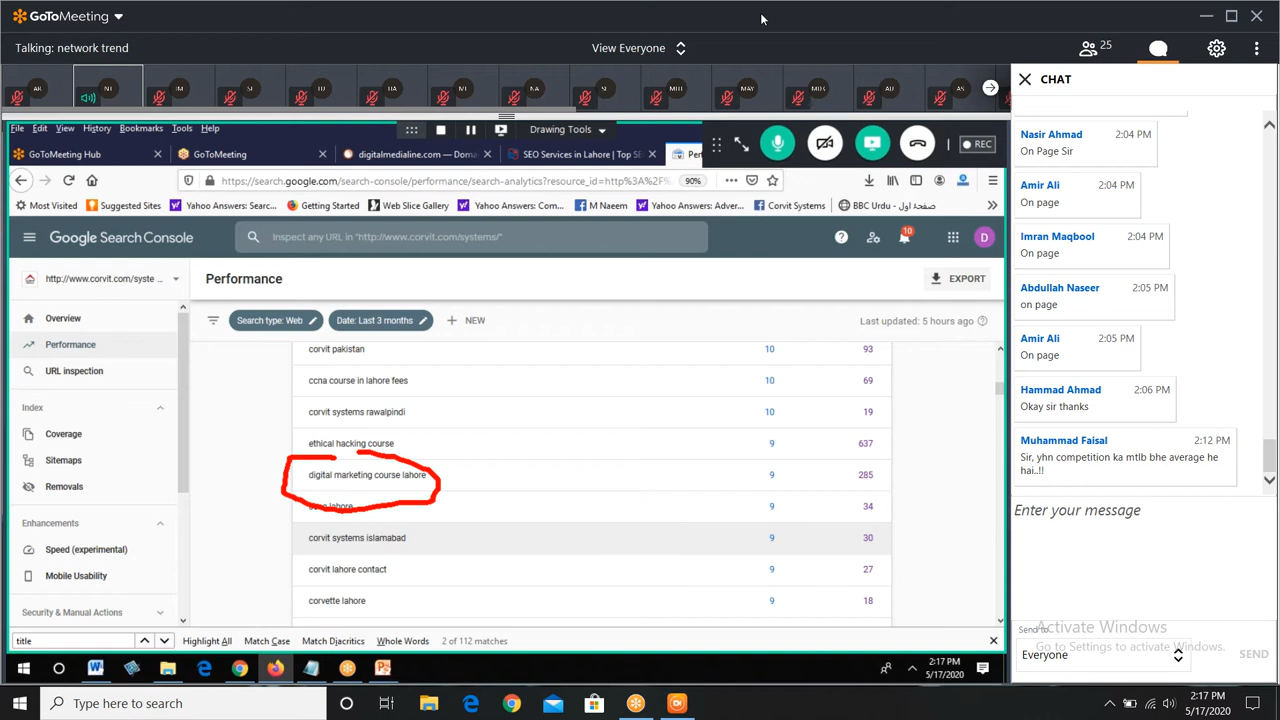 GoToMeeting
Talking: network trend
View Everyone
25
AR
NT
IM
SI
HA
NA
MAY
AU
AS
CHAT
File Edit View History Bookmarks Tools Help
Drawing Tools
REC
GoToMeeting Hub
GoToMeeting
digitalmedialine.com — Doma
SEO Services in Lahore | Top SE
https://search.google.com/search-console/performance/search-analytics?resource_id=http%3A%2F%
90%
Most Visited
Suggested Sites
Yahoo Answers: Com...
Getting Started
Web Slice Gallery
Yahoo Answers: Com...
M Naeem
Yahoo Answers: Adver...
Corvit Systems
BBC Urdu - صفحۂ اول
Google Search Console
Inspect any URL in "http://www.corvit.com/systems/"
10
D
http://www.corvit.com/syste ...
Performance
EXPORT
Search type: Web
Date: Last 3 months
NEW
Last updated: 5 hours ago
Overview
Performance
URL inspection
Index
Coverage
Sitemaps
Removals
Enhancements
Speed (experimental)
Mobile Usability
Security & Manual Actions
corvit pakistan 10 93
ccna course in lahore fees 10 69
corvit systems rawalpindi 10 19
ethical hacking course 9 637
digital marketing course lahore 9 285
lahore 9 34
corvit systems islamabad 9 30
corvit lahore contact 9 27
corvette lahore 9 18
title
Highlight All Match Case Match Diacritics Whole Words 2 of 112 matches
2:17 PM
5/17/2020
Nasir Ahmad 2:04 PM
On Page Sir
Amir Ali 2:04 PM
On page
Imran Maqbool 2:04 PM
On page
Abdullah Naseer 2:05 PM
on page
Amir Ali 2:05 PM
On page
Hammad Ahmad 2:06 PM
Okay sir thanks
Muhammad Faisal 2:12 PM
Sir, yhn competition ka mtlb bhe average he
hai..!!
Enter your message
Send to
Everyone
SEND
Activate Windows
Go to Settings to activate Windows.
Type here to search
2:17 PM
5/17/2020